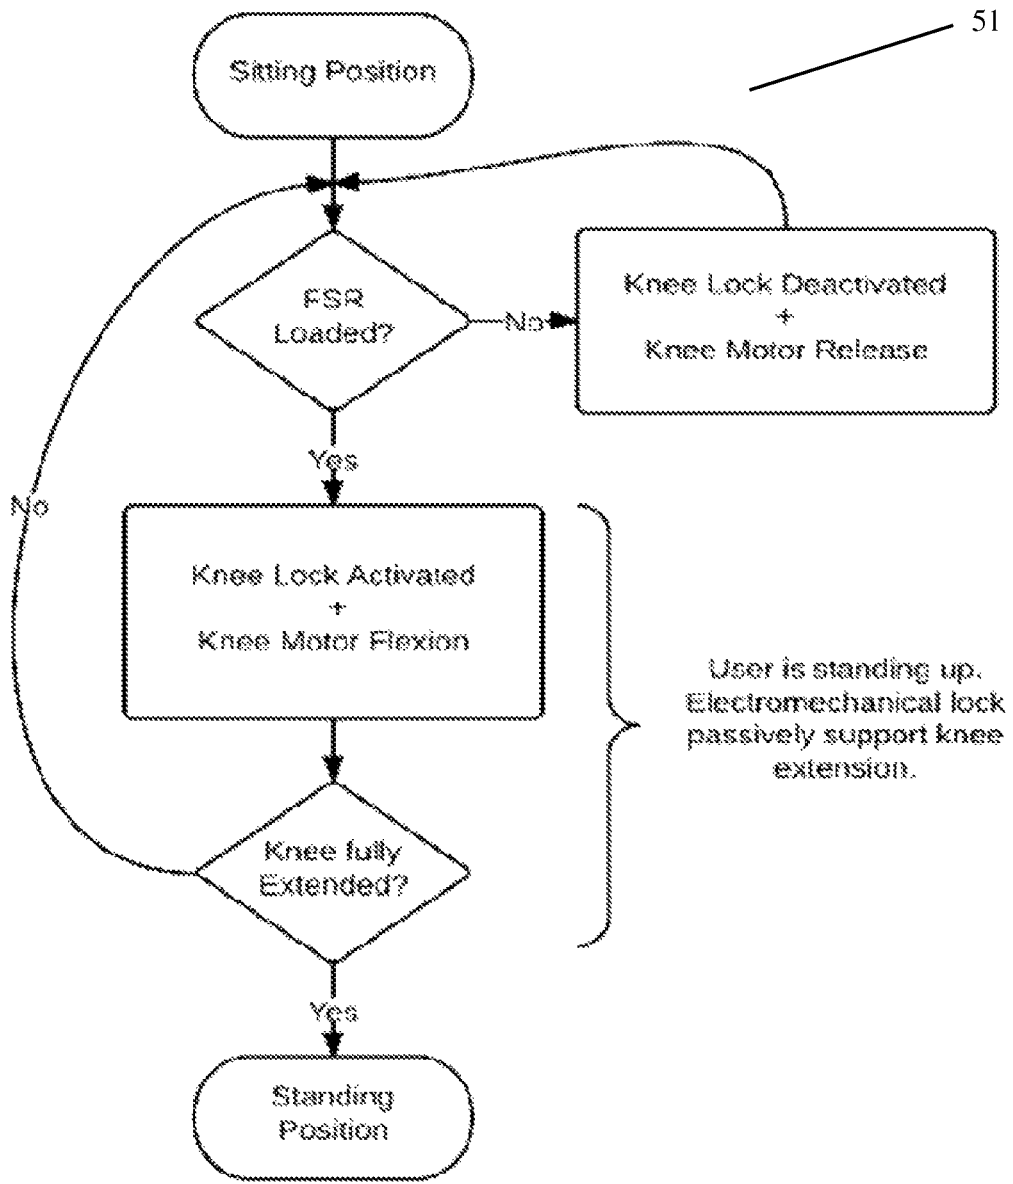 51
Sitting Position
FSR
Loaded?
No
Knee Lock Deactivated
+
Knee Motor Release
Yes
No
Knee Lock Activated
+
Knee Motor Flexion
User is standing up.
Electromechanical lock
passively support knee
extension.
Knee fully
Extended?
Yes
Standing
Position